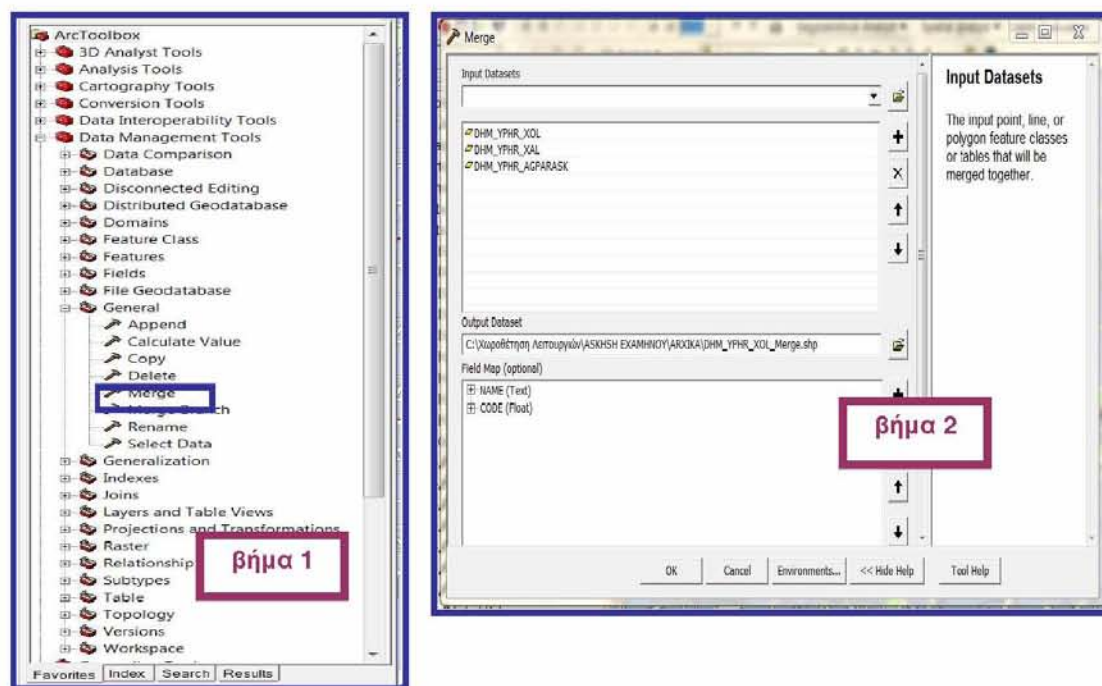 ArcToolbox
3D Analyst Tools
Analysis Tools
Cartography Tools
Conversion Tools
Data Interoperability Tools
Data Management Tools
Data Comparison
Database
Disconnected Editing
Distributed Geodatabase
Domains
Feature Class
Features
Fields
File Geodatabase
General
Append
Calculate Value
Copy
Delete
Merge
Merge Branch
Rename
Select Data
Generalization
Indexes
Joins
Layers and Table Views
Projections and Transformations
Raster
Relationship
Subtypes
Table
Topology
Versions
Workspace
Favorites Index Search Results
βήμα 1
Merge
Input Datasets
DHM_YPHR_XOL
DHM_YPHR_XAL
DHM_YPHR_AGPARASK
Output Dataset
C:\Χωροθέτηση Λειτουργιών\ASKHSH EXAMHNOY\ARXIKA\DHM_YPHR_XOL_Merge.shp
Field Map (optional)
NAME (Text)
CODE (Float)
βήμα 2
OK Cancel Environments... << Hide Help Tool Help
Input Datasets
The input point, line, or
polygon feature classes
or tables that will be
merged together.